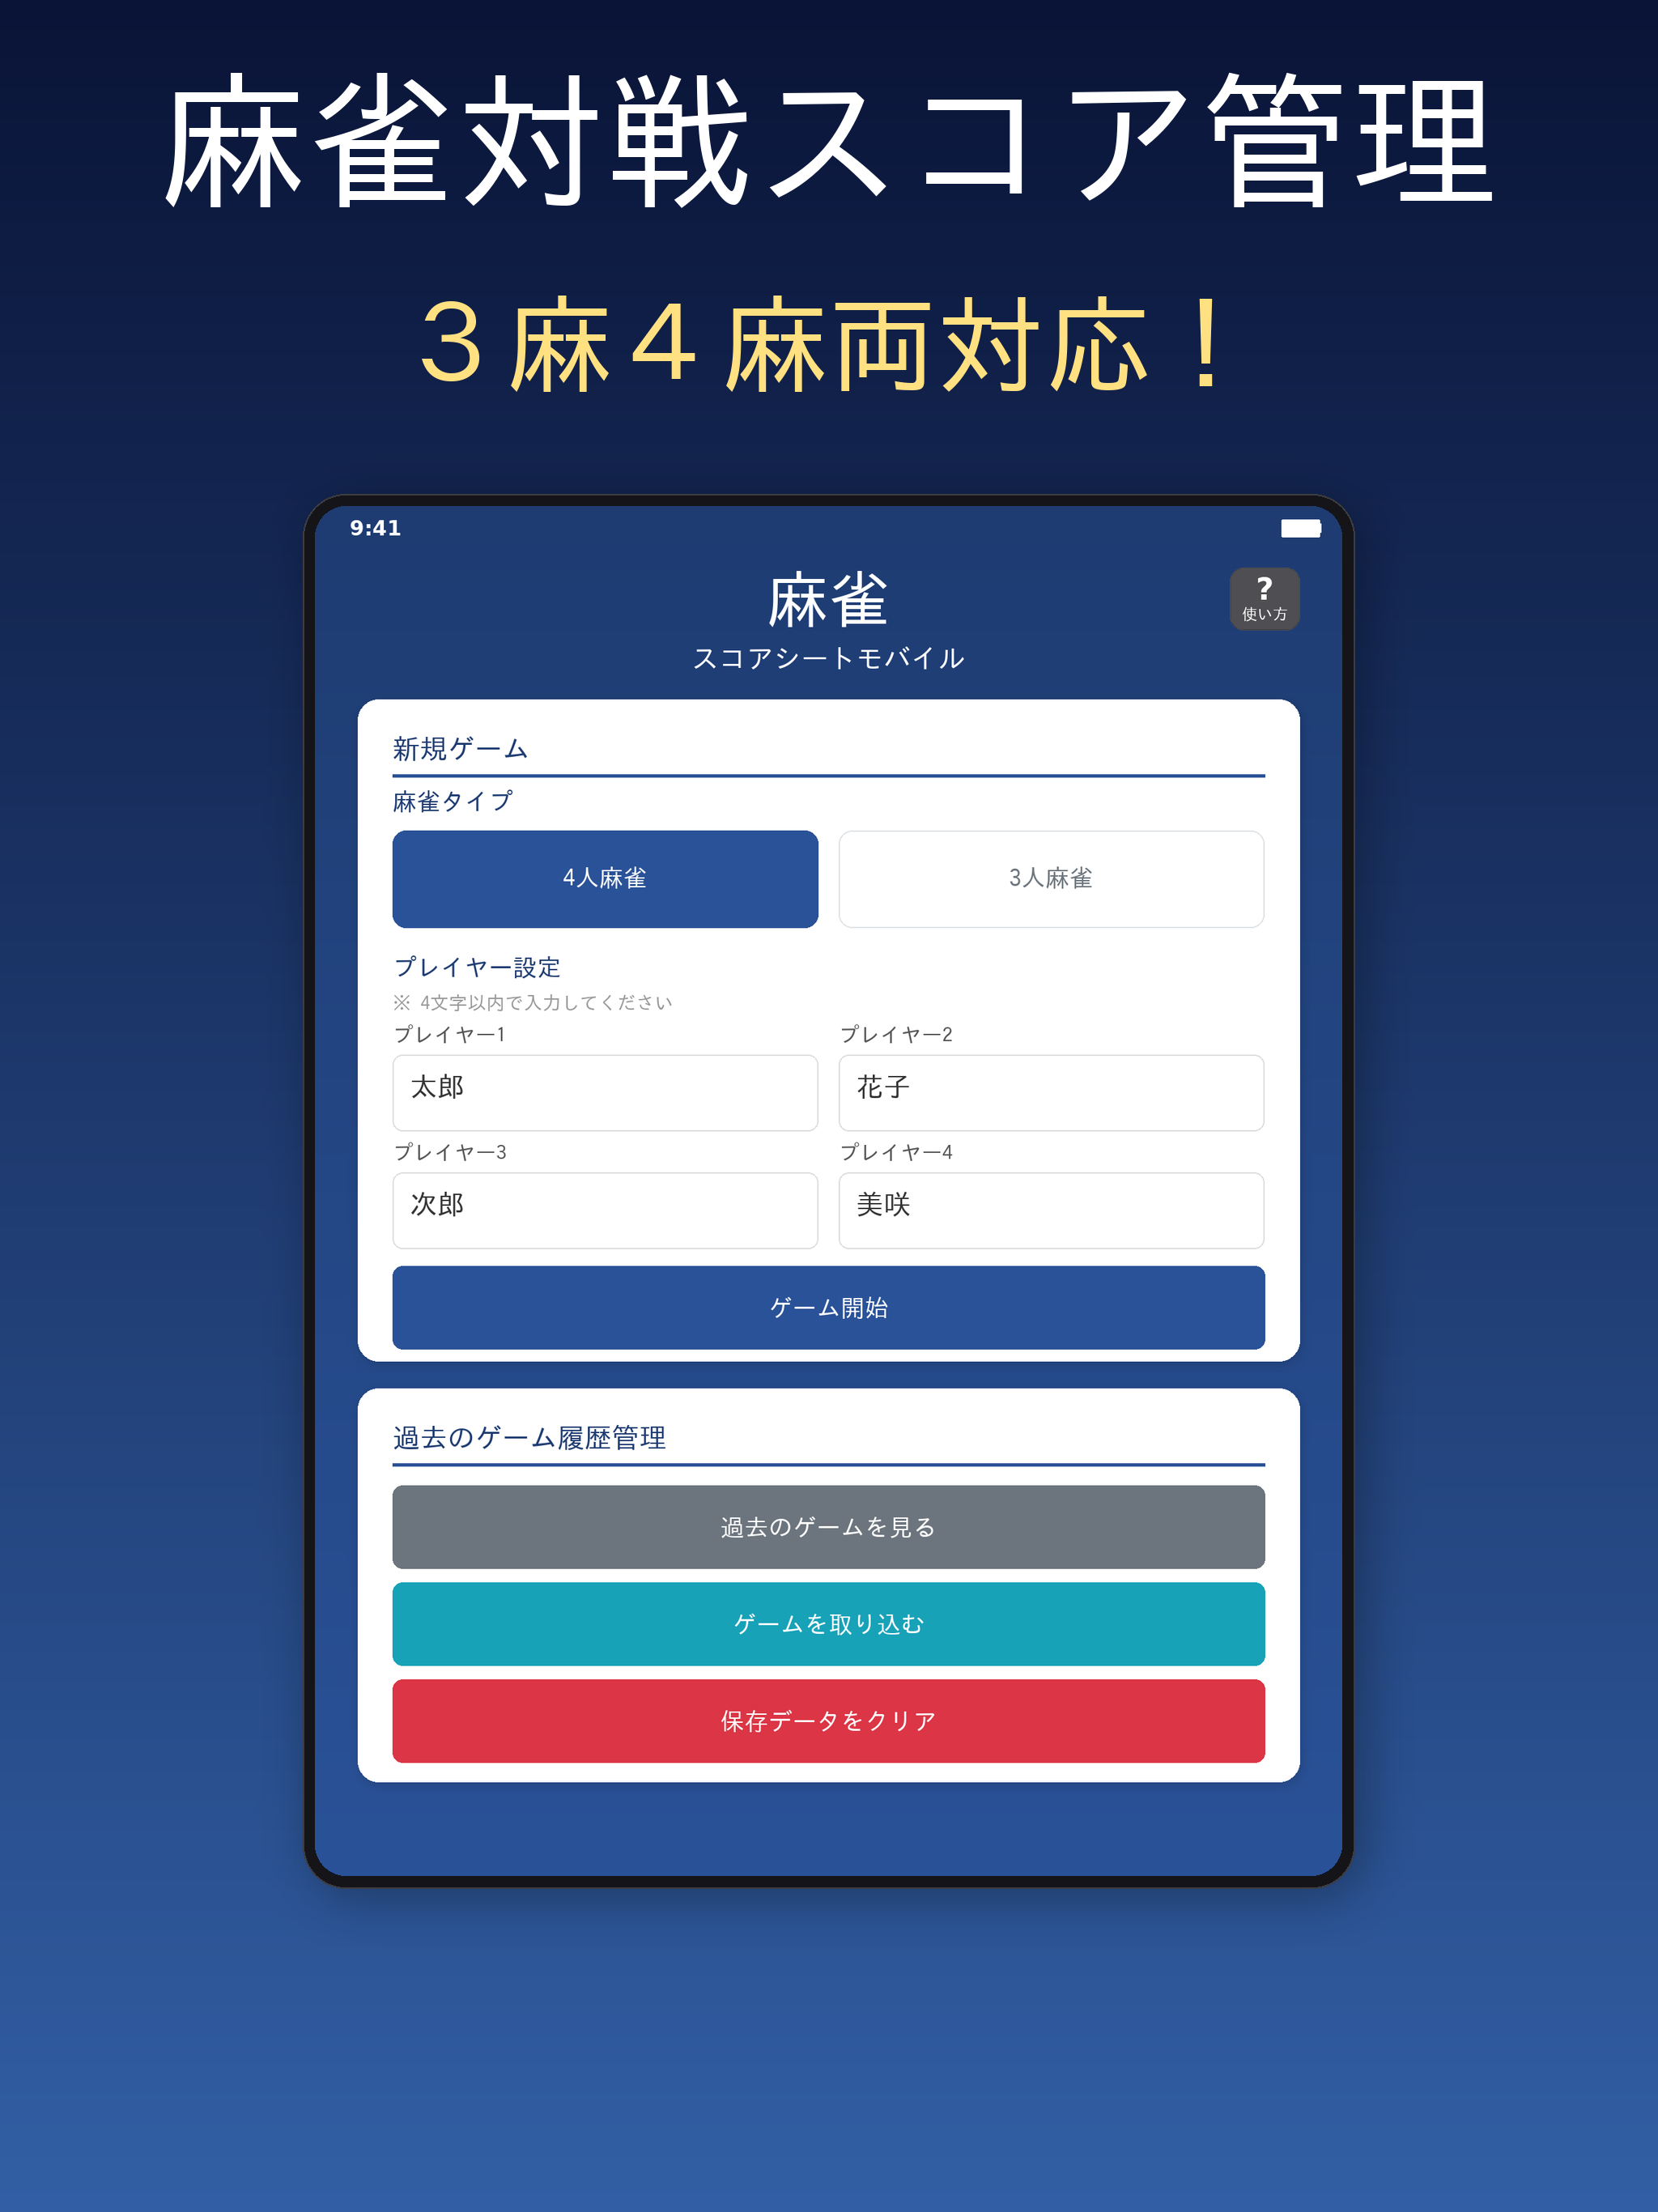 麻雀対戦スコア管理
３麻４麻両対応！
9:41
麻雀
?
使い方
スコアシートモバイル
新規ゲーム
麻雀タイプ
4人麻雀
3人麻雀
プレイヤー設定
※ 4文字以内で入力してください
プレイヤー1
プレイヤー2
太郎
花子
プレイヤー3
プレイヤー4
次郎
美咲
ゲーム開始
過去のゲーム履歴管理
過去のゲームを見る
ゲームを取り込む
保存データをクリア